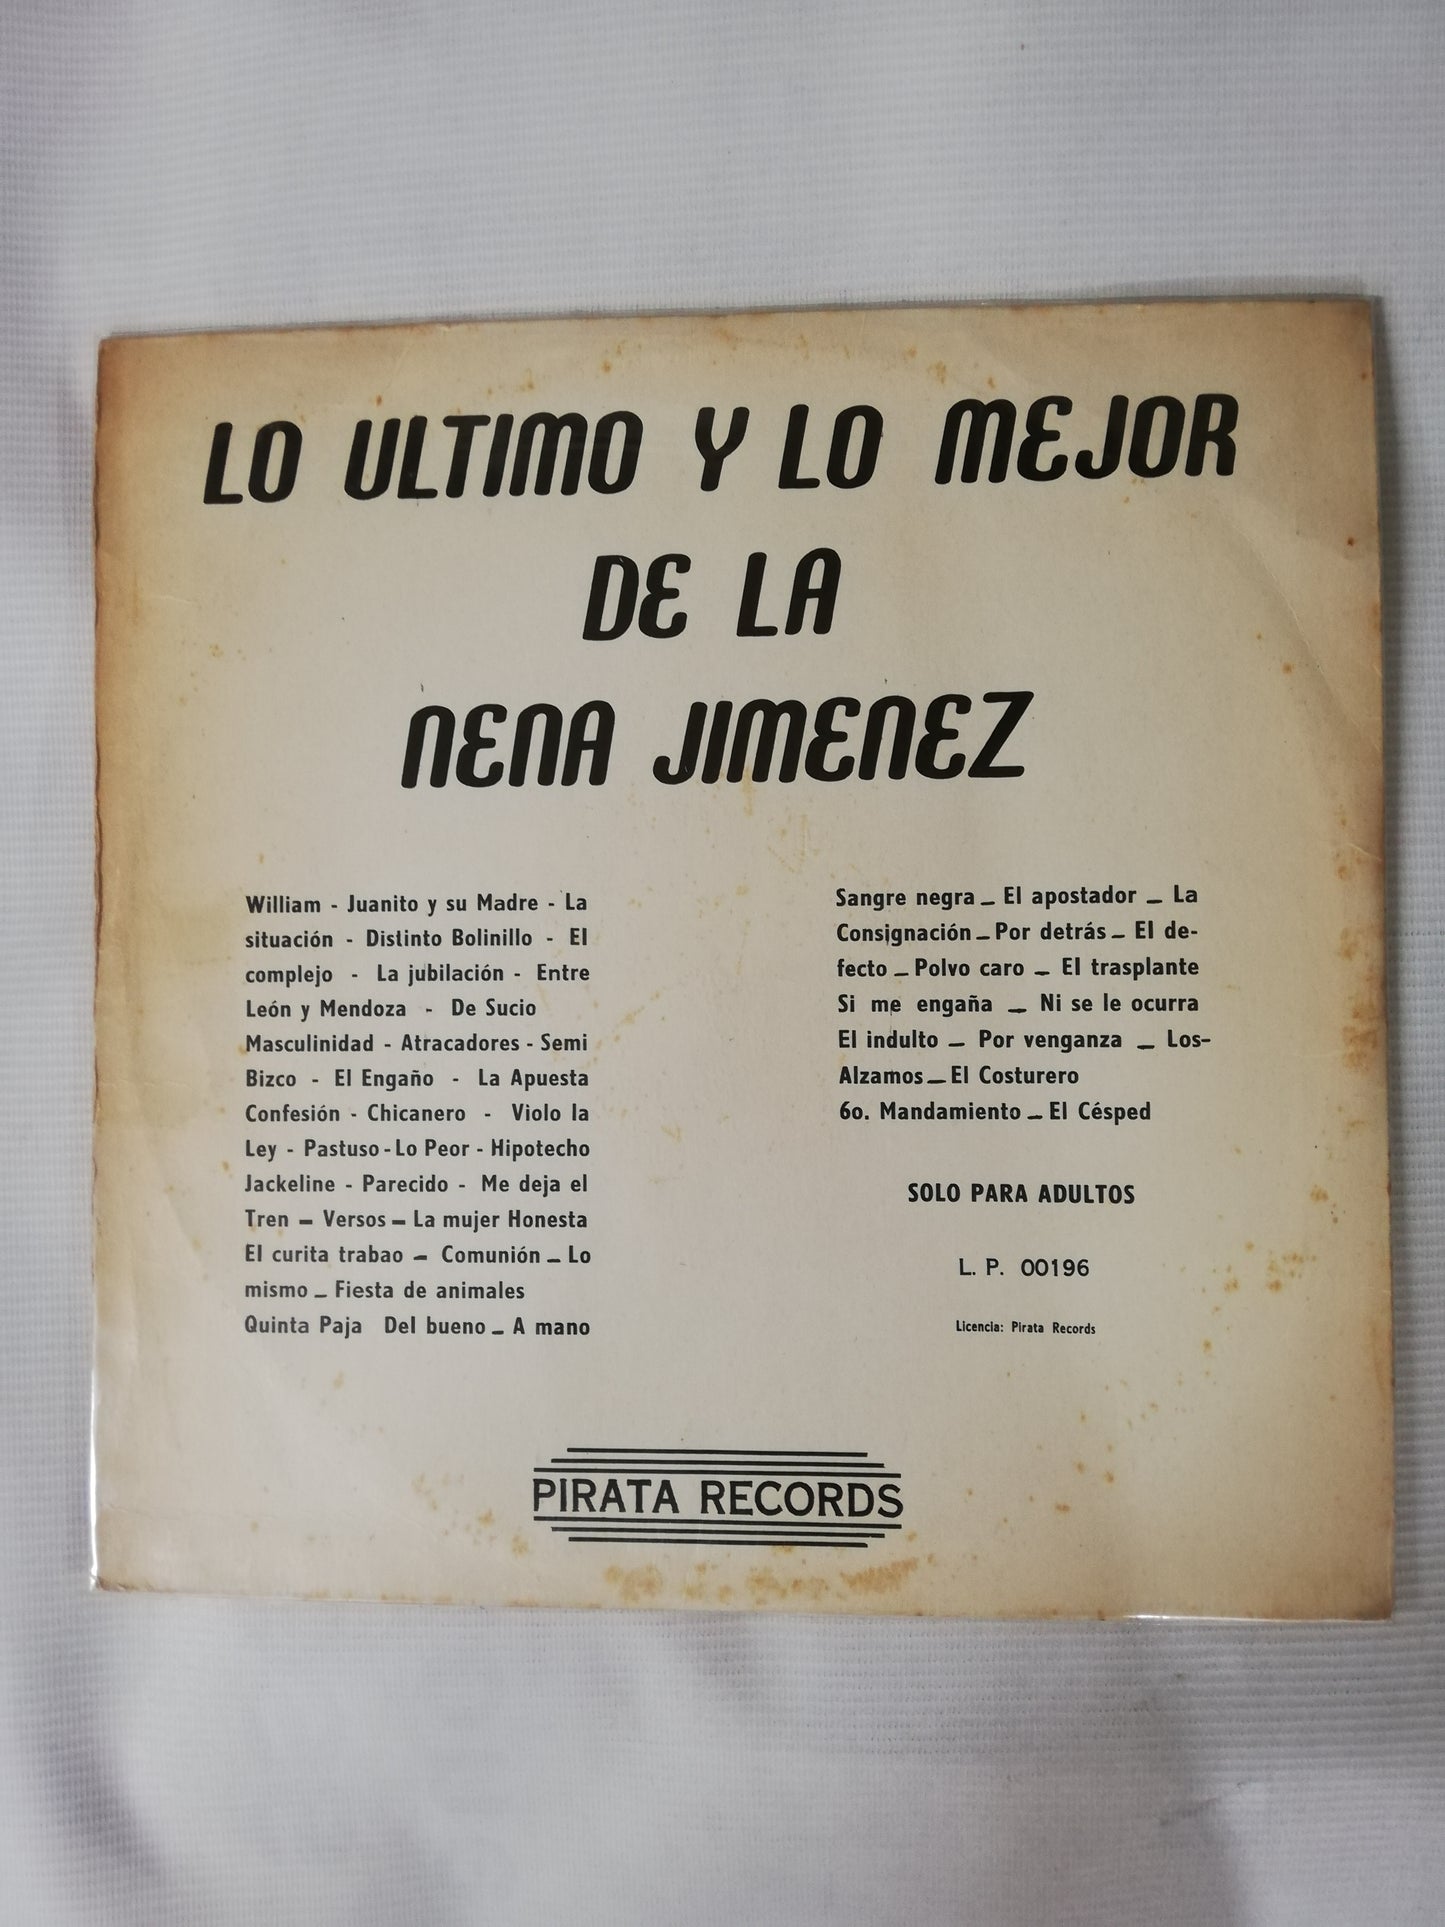 LO ULTIMO Y LO MEJOR
DE LA
NENA JIMENEZ
William - Juanito y su Madre - La
situación - Distinto Bolinillo - El
complejo - La jubilación - Entre
León y Mendoza - De Sucio
Masculinidad - Atracadores - Semi
Bizco - El Engaño - La Apuesta
Confesión - Chicanero - Violo la
Ley - Pastuso - Lo Peor - Hipotecho
Jackeline - Parecido - Me deja el
Tren - Versos - La mujer Honesta
El curita trabao - Comunión - Lo
mismo - Fiesta de animales
Quinta Paja Del bueno - A mano
Sangre negra - El apostador - La
Consignación - Por detrás - El de-
fecto - Polvo caro - El trasplante
Si me engaña - Ni se le ocurra
El indulto - Por venganza - Los-
Alzamos - El Costurero
6o. Mandamiento - El Césped
SOLO PARA ADULTOS
L. P. 00196
Licencia: Pirata Records
PIRATA RECORDS